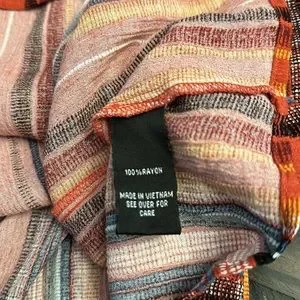 100% RAYON
MADE IN VIETNAM
SEE OVER FOR
CARE